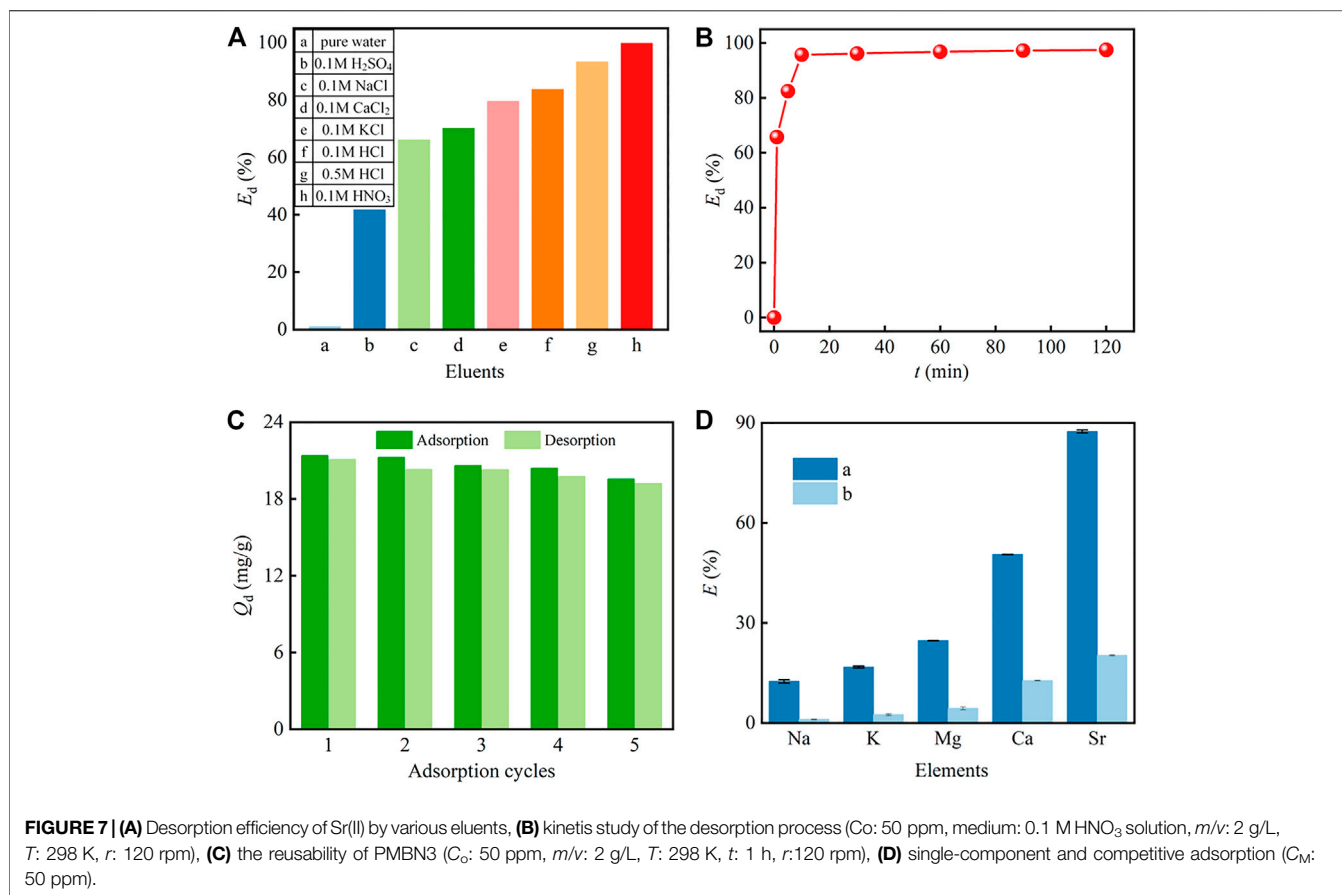 A
100
80
60
40
20
0
E_d (%)
a pure water
b 0.1M H₂SO₄
c 0.1M NaCl
d 0.1M CaCl₂
e 0.1M KCl
f 0.1M HCl
g 0.5M HCl
h 0.1M HNO₃
a b c d e f g h
Eluents
B
100
80
60
40
20
0
E_d (%)
0 20 40 60 80 100 120
t (min)
C
24
18
12
6
0
Q_d (mg/g)
Adsorption Desorption
1 2 3 4 5
Adsorption cycles
D
90
60
30
0
E (%)
a
b
Na K Mg Ca Sr
Elements
FIGURE 7 | (A) Desorption efficiency of Sr(II) by various eluents, (B) kinetis study of the desorption process (Co: 50 ppm, medium: 0.1 M HNO₃ solution, m/v: 2 g/L,
T: 298 K, r: 120 rpm), (C) the reusability of PMBN3 (Cₒ: 50 ppm, m/v: 2 g/L, T: 298 K, t: 1 h, r:120 rpm), (D) single-component and competitive adsorption (C_M:
50 ppm).